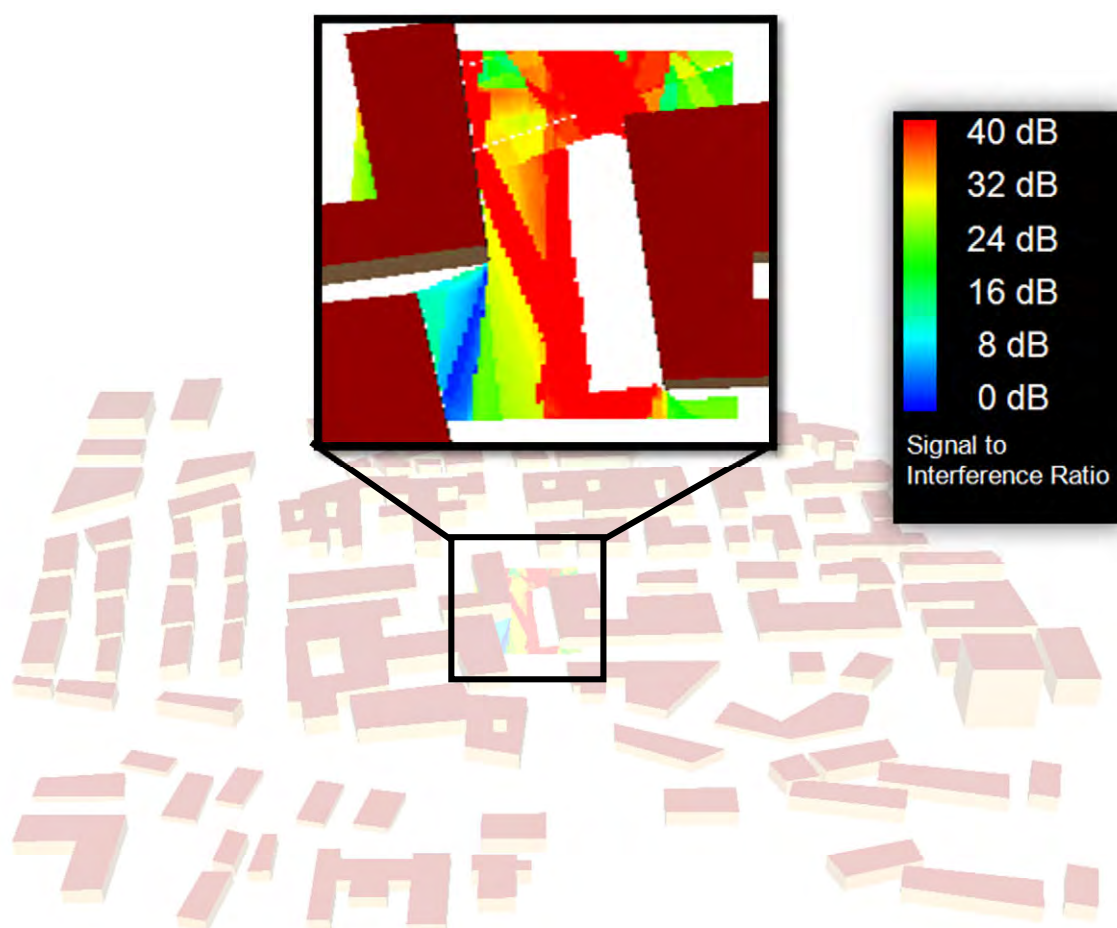 40 dB
32 dB
24 dB
16 dB
8 dB
0 dB
Signal to
Interference Ratio